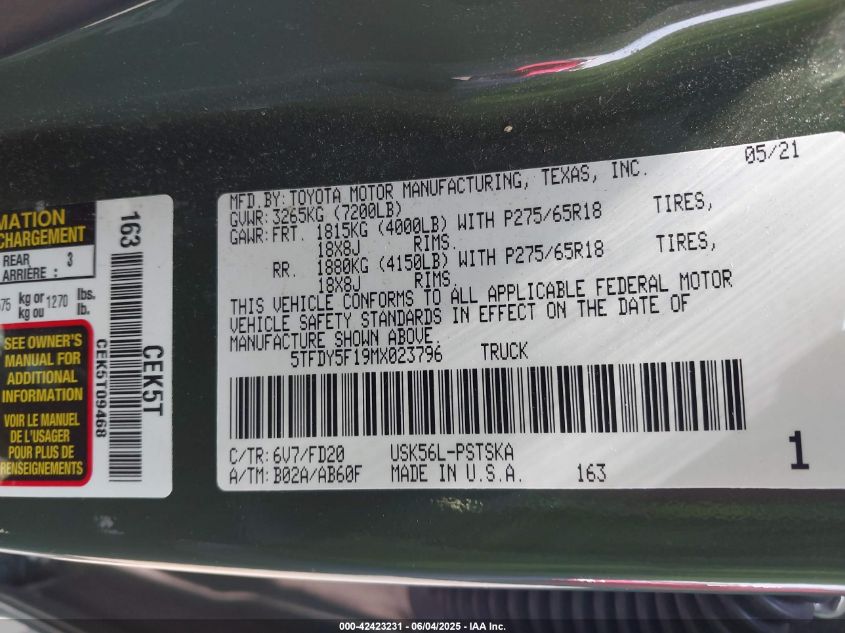 MATION
CHARGEMENT
REAR 3
ARRIÈRE :
575 kg or 1270 lbs.
kg ou lb.
SEE OWNER'S
MANUAL FOR
ADDITIONAL
INFORMATION
VOIR LE MANUEL
DE L'USAGER
POUR PLUS DE
RENSEIGNEMENTS
163
CEK5T
CEK5T09468
05/21
MFD.BY:TOYOTA MOTOR MANUFACTURING, TEXAS, INC.
GVWR:3265KG (7200LB)
GAWR:FRT. 1815KG (4000LB) WITH P275/65R18 TIRES,
18X8J RIMS.
RR. 1880KG (4150LB) WITH P275/65R18 TIRES,
18X8J RIMS.
THIS VEHICLE CONFORMS TO ALL APPLICABLE FEDERAL MOTOR
VEHICLE SAFETY STANDARDS IN EFFECT ON THE DATE OF
MANUFACTURE SHOWN ABOVE.
5TFDY5F19MX023796 TRUCK
C/TR:6V7/FD20 USK56L-PSTSKA
A/TM:B02A/AB60F MADE IN U.S.A. 163
1
000-42423231 - 06/04/2025 - IAA Inc.